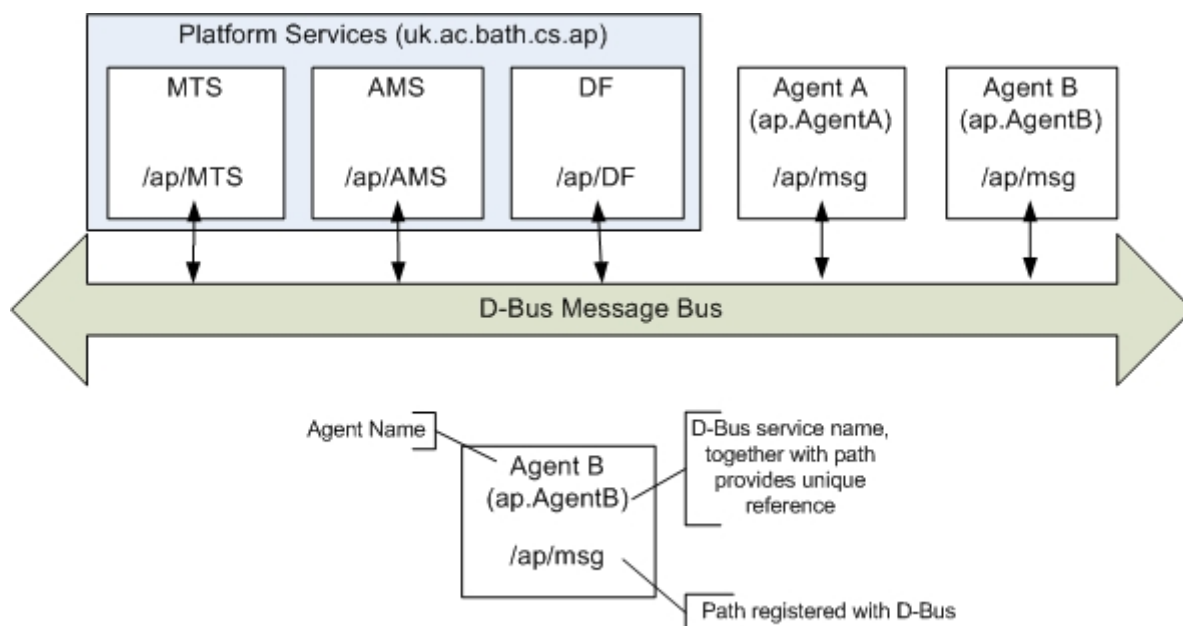 Platform Services (uk.ac.bath.cs.ap)
MTS
/ap/MTS
AMS
/ap/AMS
DF
/ap/DF
Agent A
(ap.AgentA)
/ap/msg
Agent B
(ap.AgentB)
/ap/msg
D-Bus Message Bus
Agent Name
Agent B
(ap.AgentB)
/ap/msg
D-Bus service name,
together with path
provides unique
reference
Path registered with D-Bus